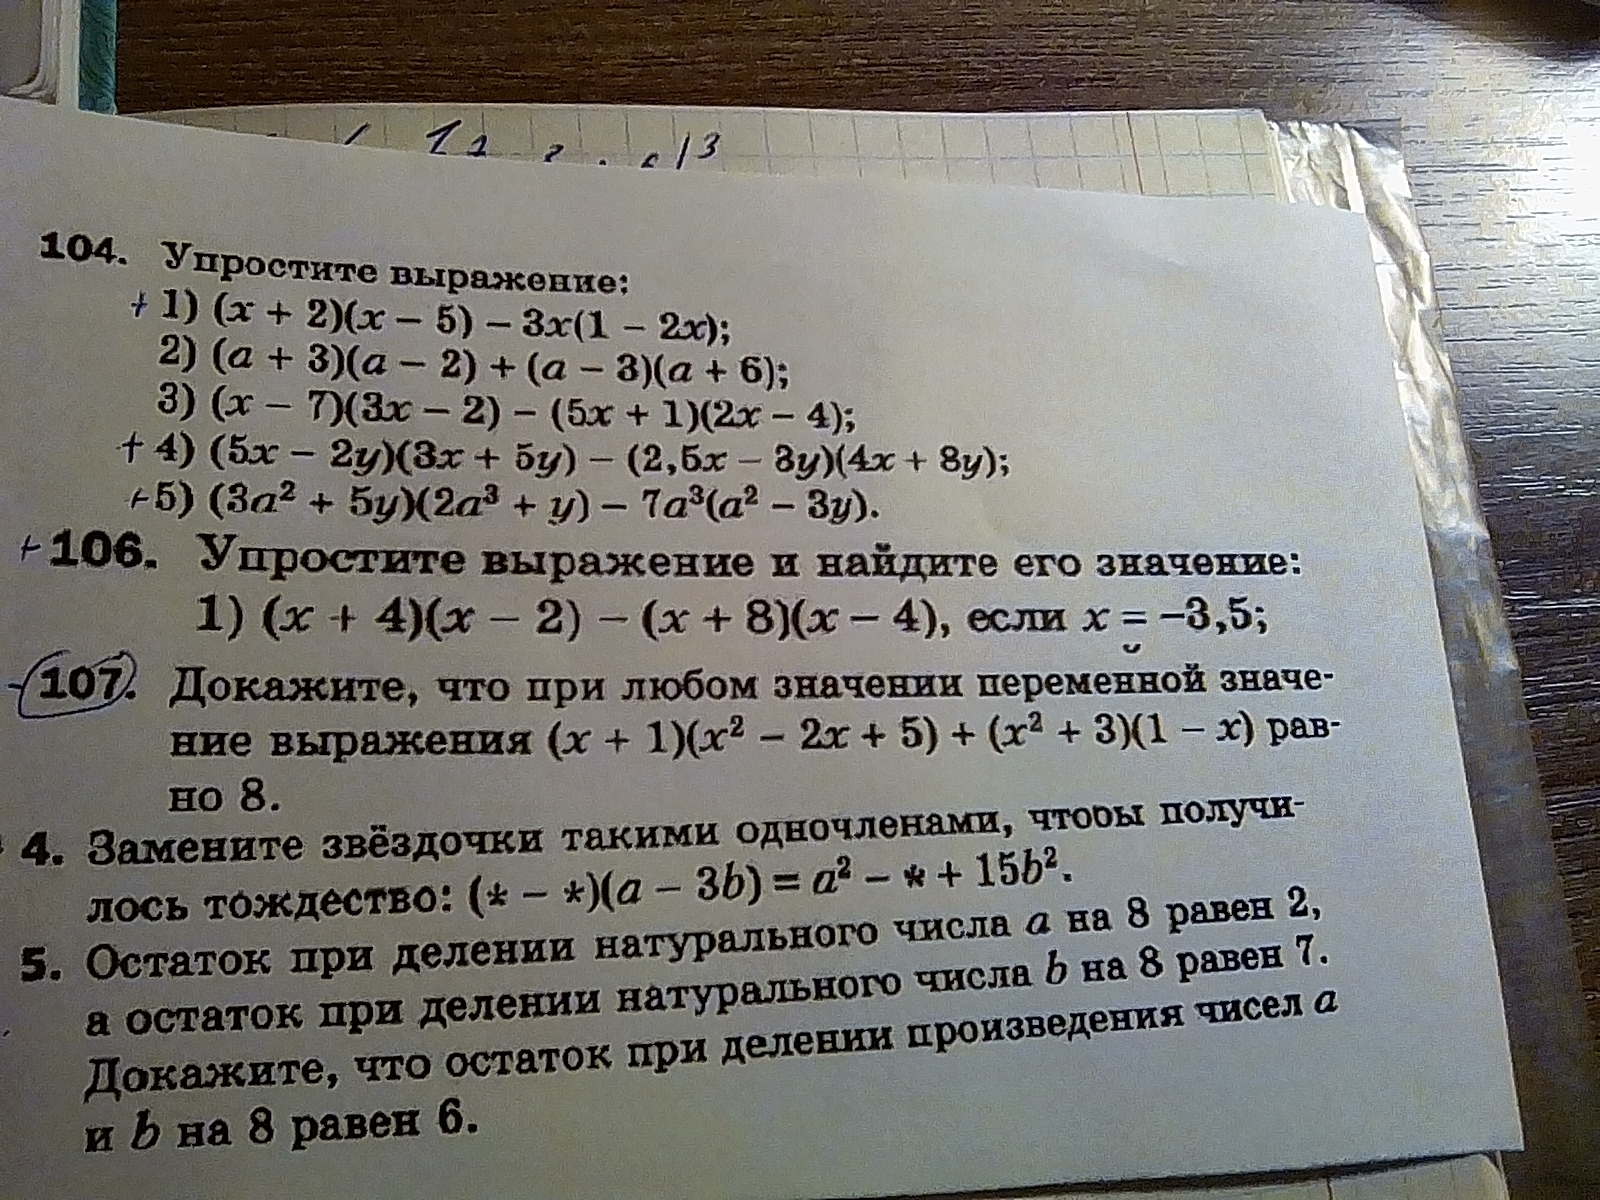 104. Упростите выражение:
+ 1) (x + 2)(x − 5) − 3x(1 − 2x);
2) (a + 3)(a − 2) + (a − 3)(a + 6);
3) (x − 7)(3x − 2) − (5x + 1)(2x − 4);
+ 4) (5x − 2y)(3x + 5y) − (2,5x − 3y)(4x + 8y);
+ 5) (3a² + 5y)(2a³ + y) − 7a³(a² − 3y).
+ 106. Упростите выражение и найдите его значение:
1) (x + 4)(x − 2) − (x + 8)(x − 4), если x = −3,5;
107. Докажите, что при любом значении переменной значе-
ние выражения (x + 1)(x² − 2x + 5) + (x² + 3)(1 − x) рав-
но 8.
4. Замените звёздочки такими одночленами, чтобы получи-
лось тождество: (* − *)(a − 3b) = a² − * + 15b².
5. Остаток при делении натурального числа a на 8 равен 2,
а остаток при делении натурального числа b на 8 равен 7.
Докажите, что остаток при делении произведения чисел a
и b на 8 равен 6.